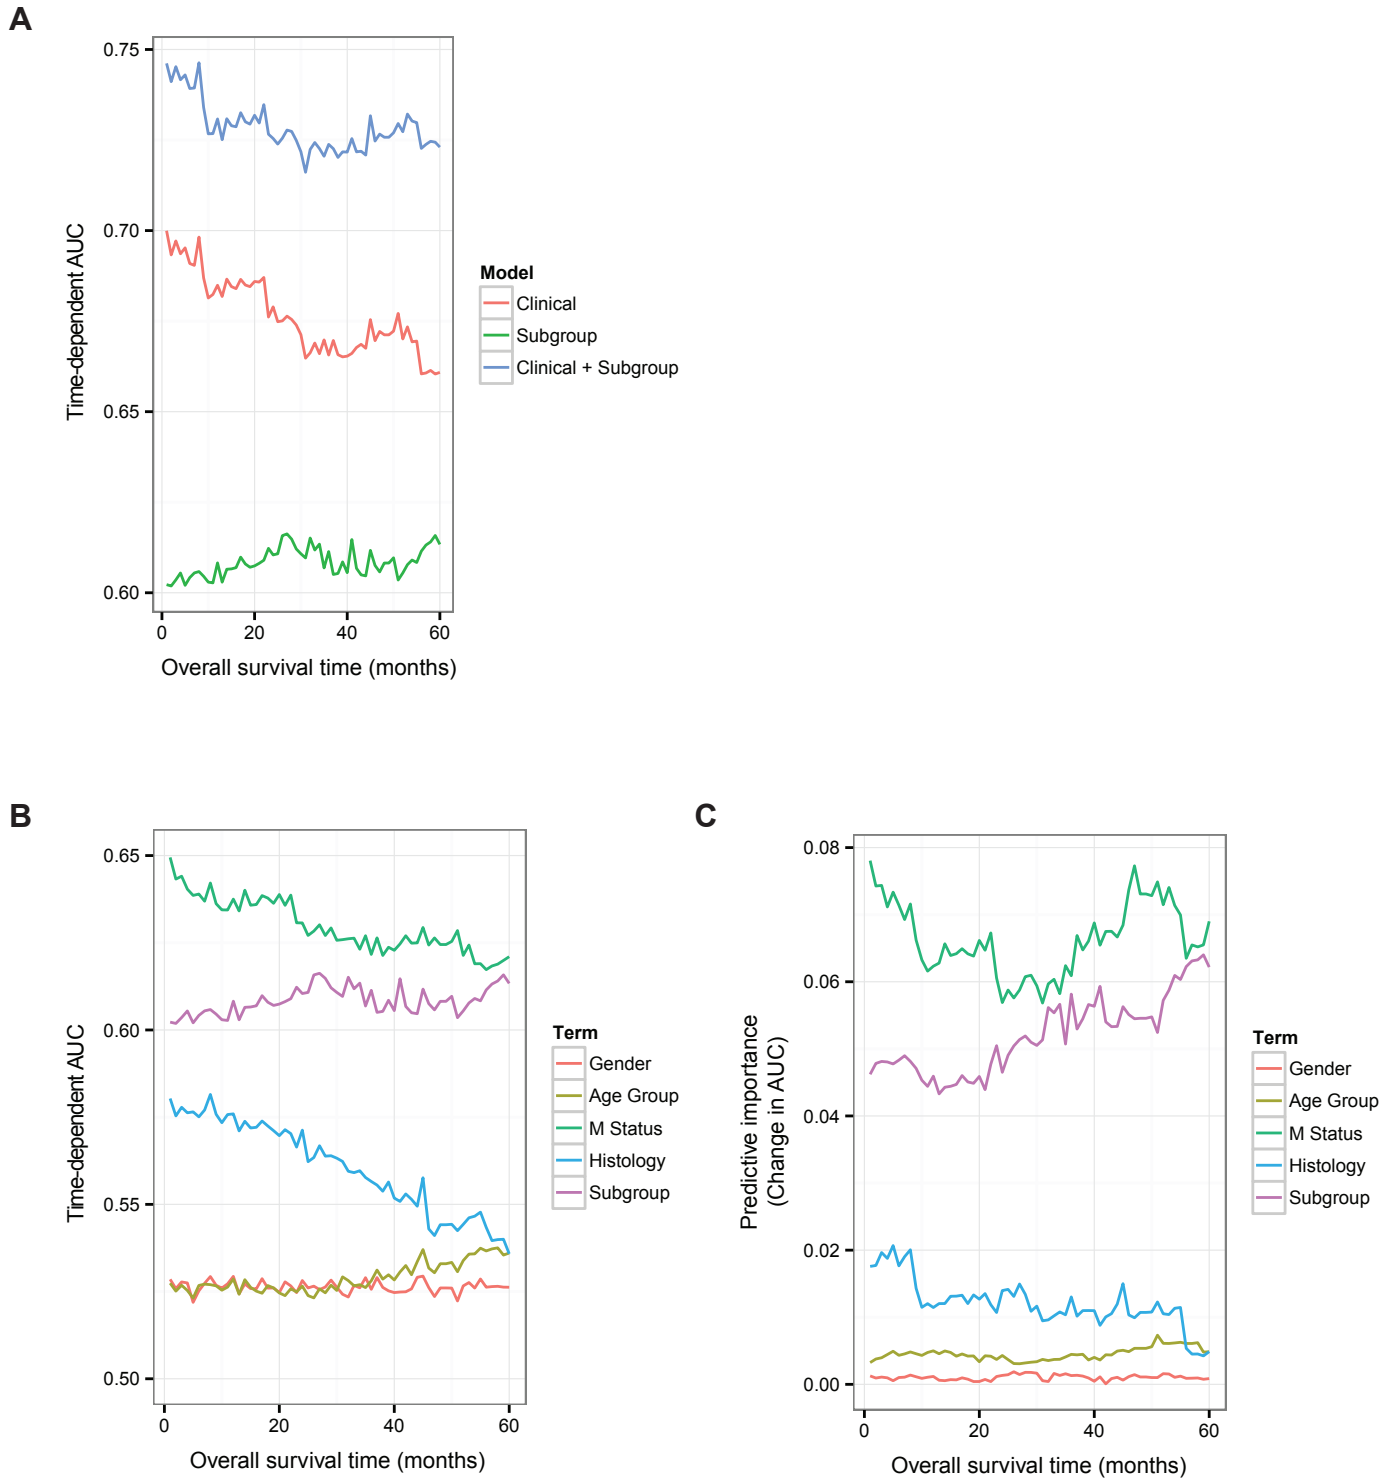 A
0.75
0.70
0.65
0.60
Time-dependent AUC
0
20
40
60
Overall survival time (months)
Model
Clinical
Subgroup
Clinical + Subgroup
B
0.65
0.60
0.55
0.50
Time-dependent AUC
0
20
40
60
Overall survival time (months)
Term
Gender
Age Group
M Status
Histology
Subgroup
C
0.08
0.06
0.04
0.02
0.00
Predictive importance
(Change in AUC)
0
20
40
60
Overall survival time (months)
Term
Gender
Age Group
M Status
Histology
Subgroup